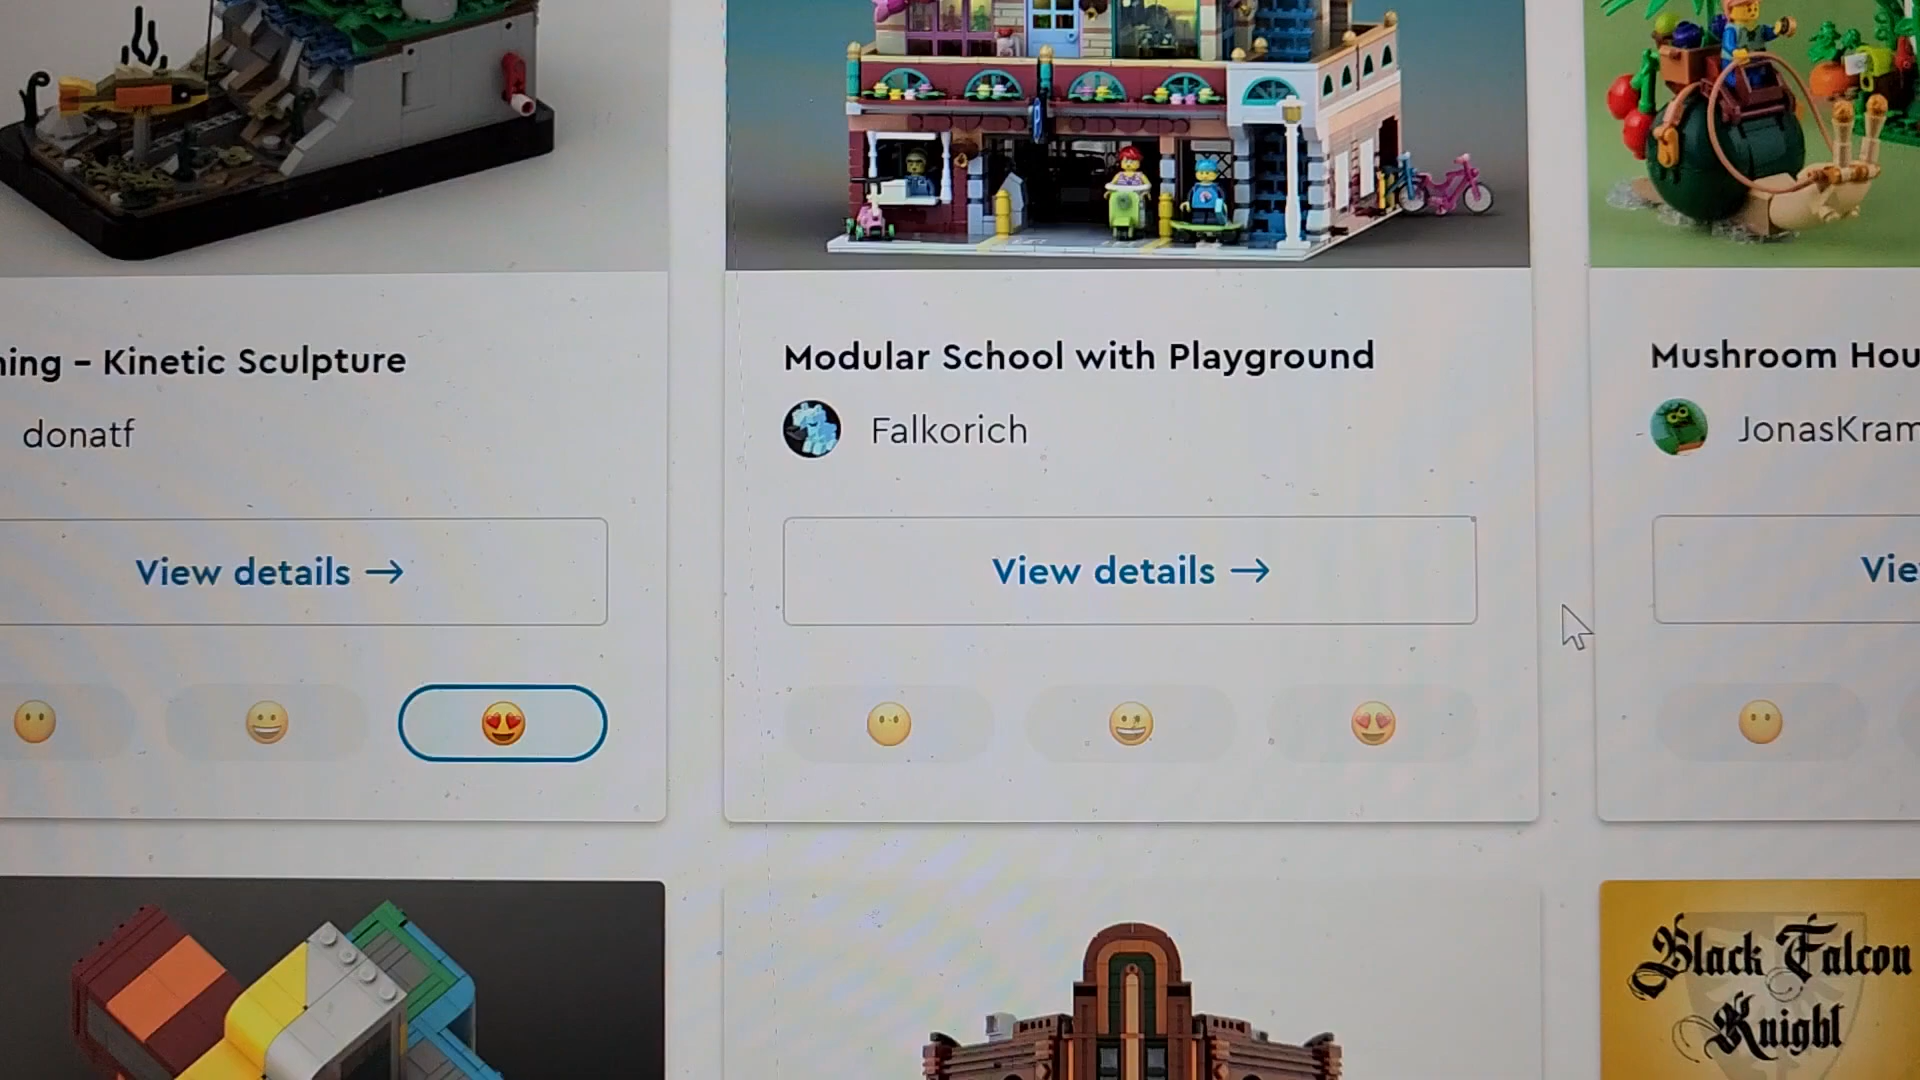 ning – Kinetic Sculpture
donatf
View details →
Modular School with Playground
Falkorich
View details →
Mushroom Hou
JonasKram
Vie
Black Falcon
Knight